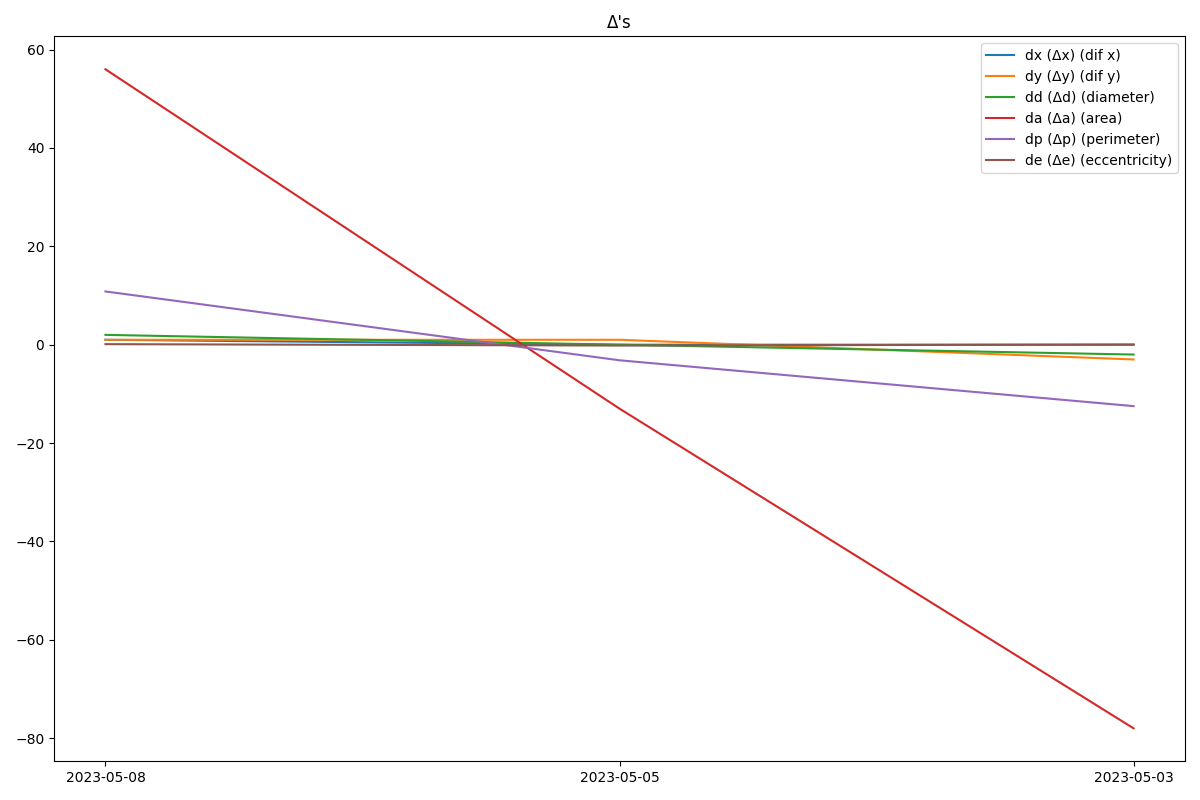 Δ's
60
40
20
0
−20
−40
−60
−80
2023-05-08
2023-05-05
2023-05-03
dx (Δx) (dif x)
dy (Δy) (dif y)
dd (Δd) (diameter)
da (Δa) (area)
dp (Δp) (perimeter)
de (Δe) (eccentricity)